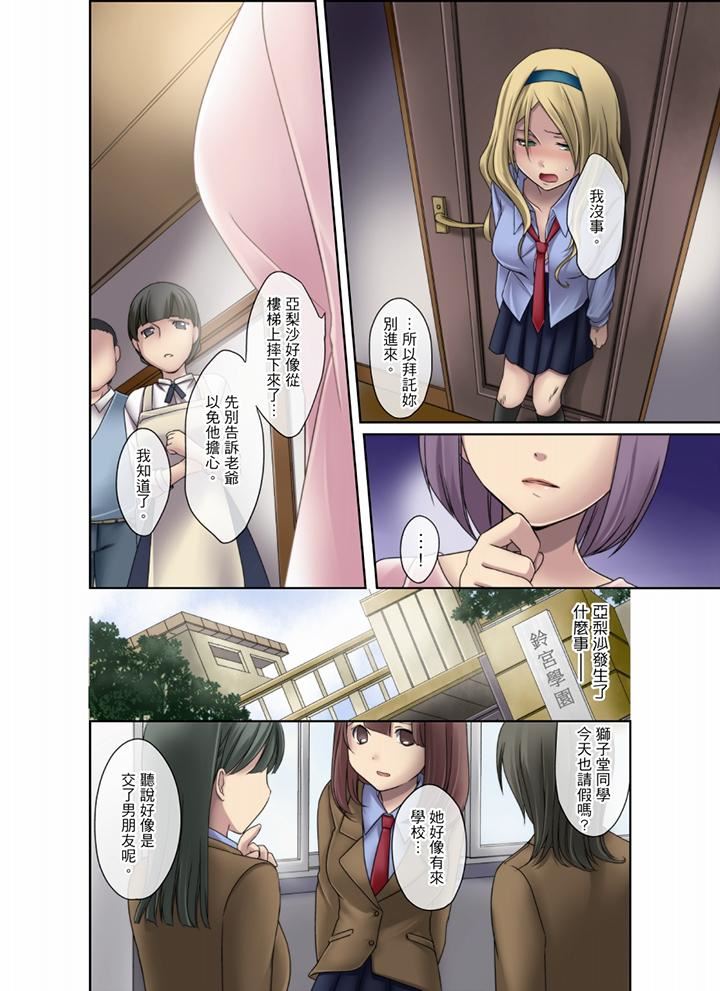 我沒事。
…所以拜託妳
別進來。
亞梨沙好像從
樓梯上摔下來了…
先別告訴老爺
以免他擔心。
我知道了。
…！
亞梨沙發生了
什麼事——
鈴宮學園
獅子堂同學
今天也請假嗎？
她好像有來
學校…
聽說好像是
交了男朋友呢。